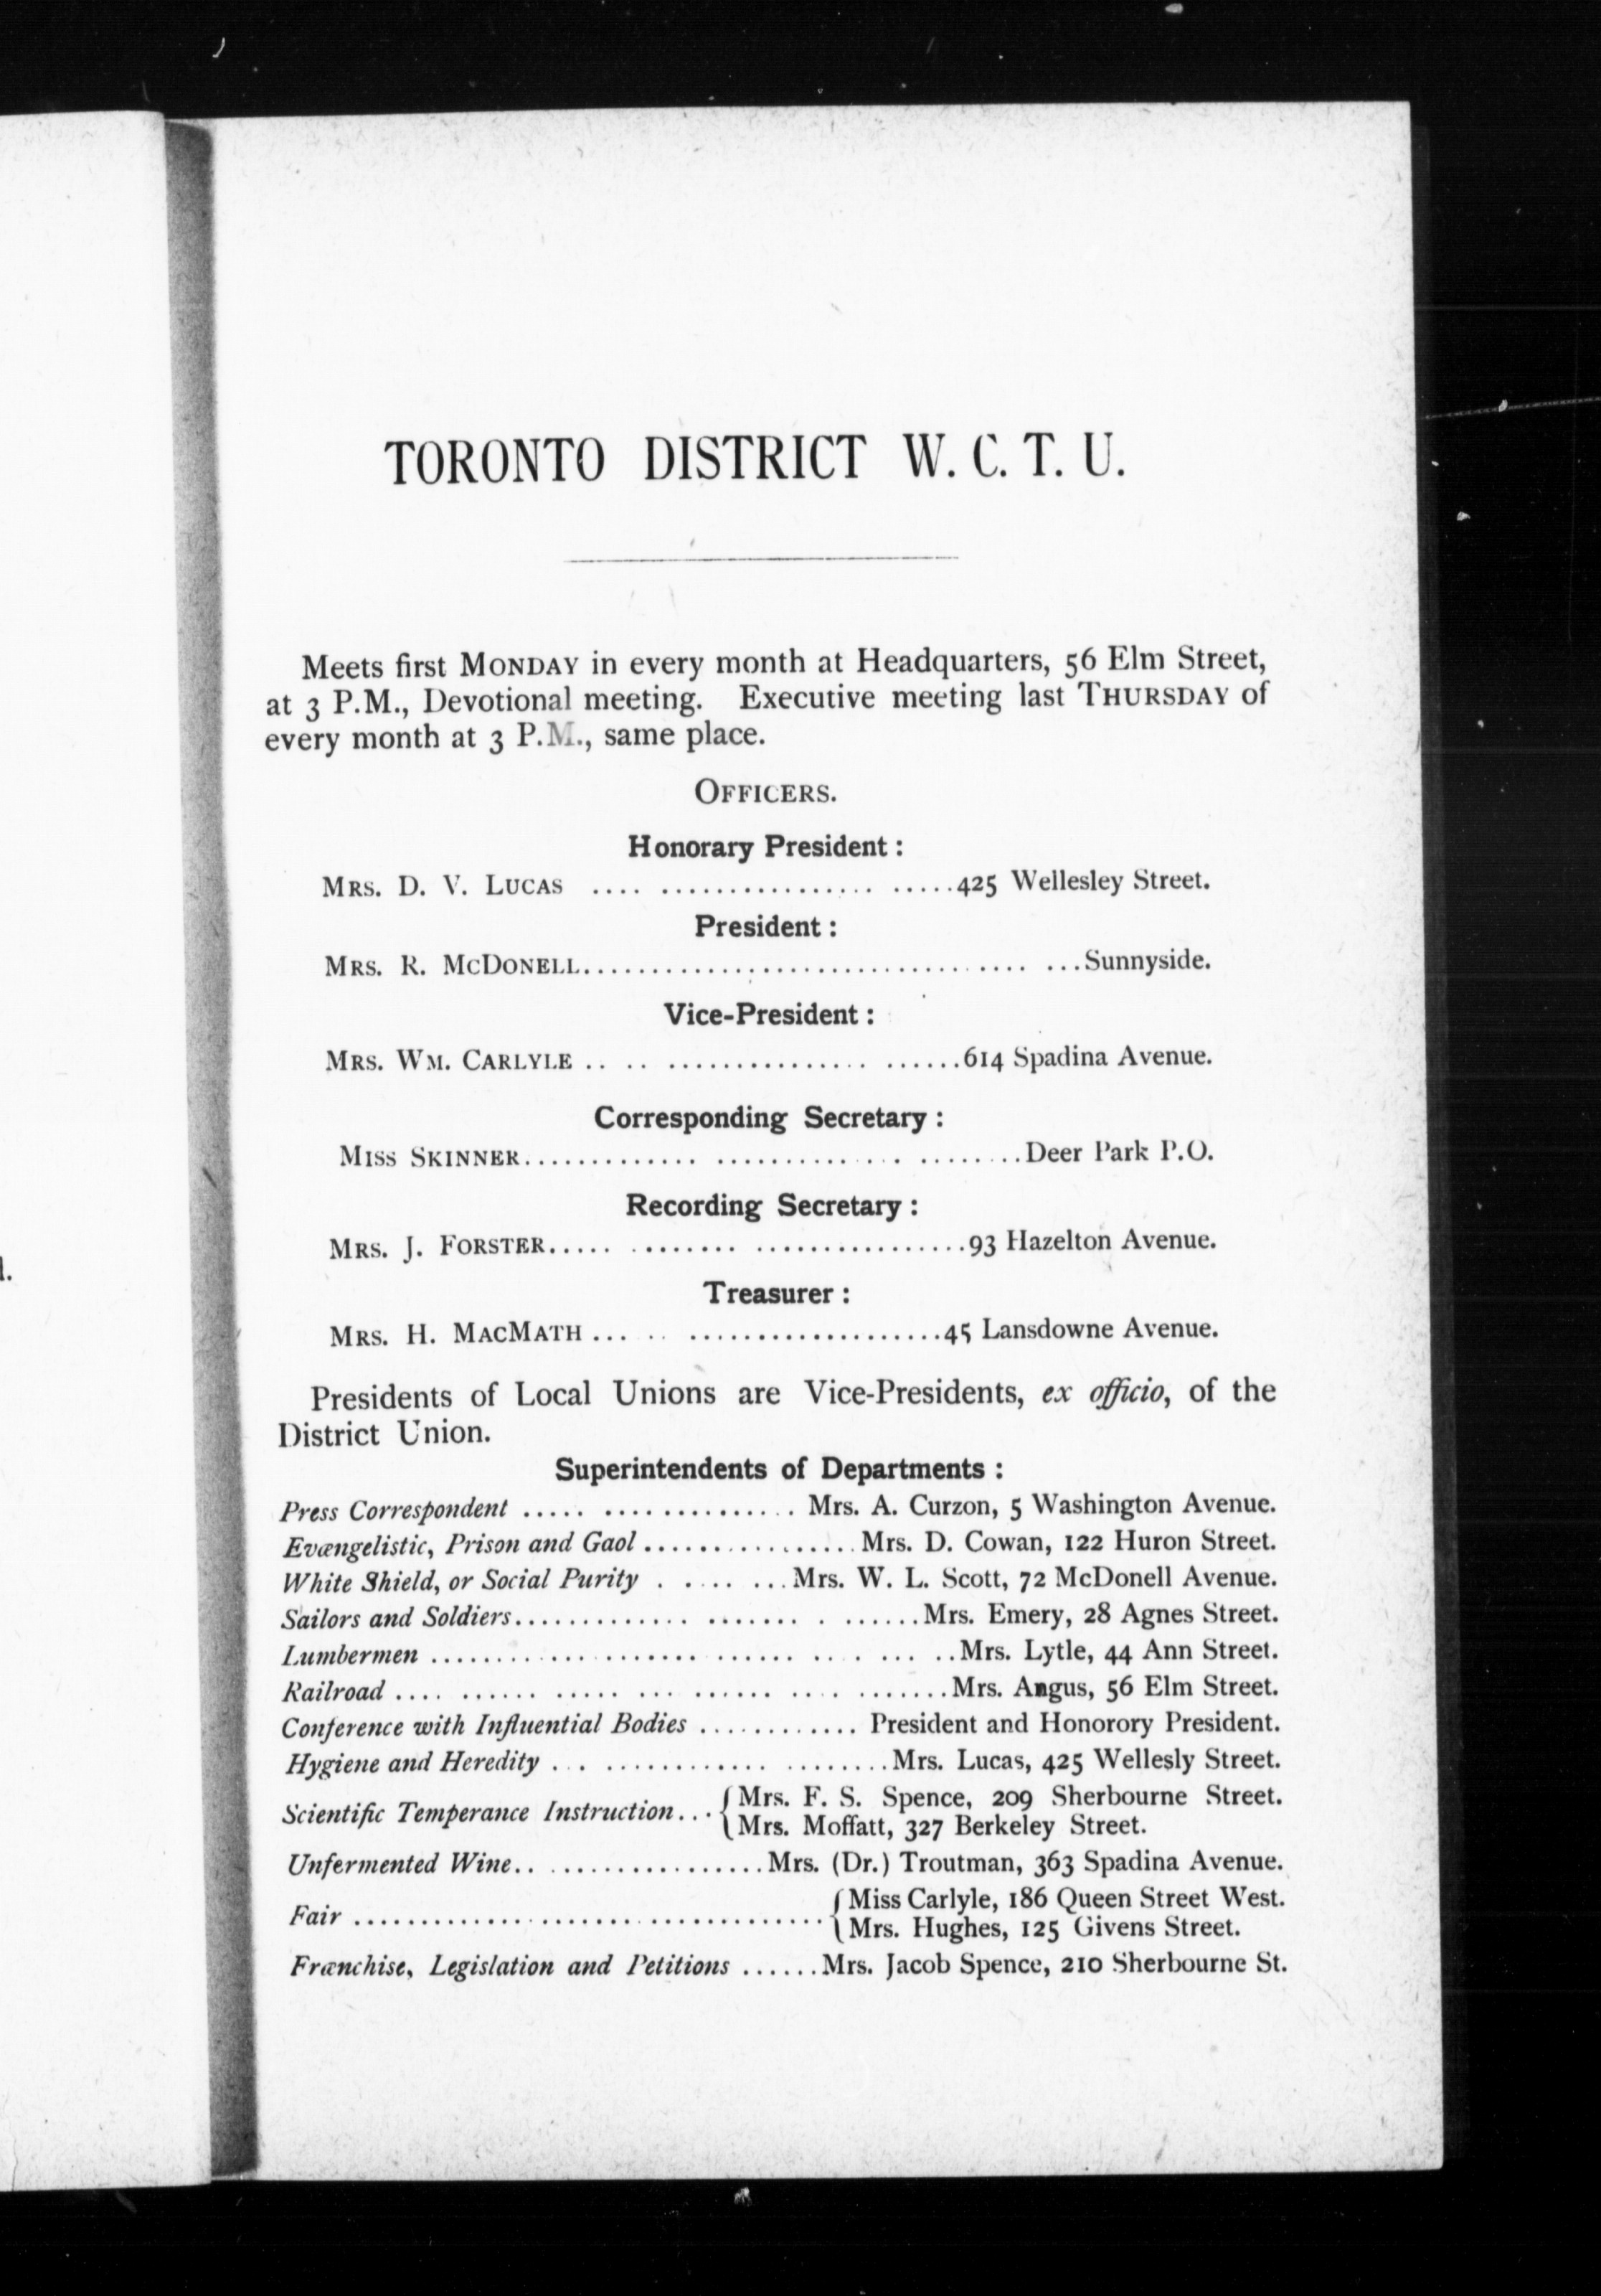 TORONTO DISTRICT W. C. T. U.
Meets first MONDAY in every month at Headquarters, 56 Elm Street,
at 3 P.M., Devotional meeting. Executive meeting last THURSDAY of
every month at 3 P.M., same place.
OFFICERS.
Honorary President :
MRS. D. V. LUCAS .... ................ .....425 Wellesley Street.
President :
MRS. R. MCDONELL................................. ...Sunnyside.
Vice-President :
MRS. WM. CARLYLE .. .. ............... ......614 Spadina Avenue.
Corresponding Secretary :
MISS SKINNER............. .............. ........Deer Park P.O.
Recording Secretary :
MRS. J. FORSTER..... ........ ................93 Hazelton Avenue.
Treasurer :
MRS. H. MACMATH ... .. ...................45 Lansdowne Avenue.
Presidents of Local Unions are Vice-Presidents, ex officio, of the
District Union.
Superintendents of Departments :
Press Correspondent ..... .............. Mrs. A. Curzon, 5 Washington Avenue.
Evangelistic, Prison and Gaol ................Mrs. D. Cowan, 122 Huron Street.
White Shield, or Social Purity . .... ...Mrs. W. L. Scott, 72 McDonell Avenue.
Sailors and Soldiers............. ....... . ......Mrs. Emery, 28 Agnes Street.
Lumbermen ........................... ... . ... ..Mrs. Lytle, 44 Ann Street.
Railroad .... ...... ..... ... ...... .... .......Mrs. Angus, 56 Elm Street.
Conference with Influential Bodies ............ President and Honorory President.
Hygiene and Heredity ... ............ ........Mrs. Lucas, 425 Wellesly Street.
Scientific Temperance Instruction... {Mrs. F. S. Spence, 209 Sherbourne Street.
{Mrs. Moffatt, 327 Berkeley Street.
Unfermented Wine.. ................Mrs. (Dr.) Troutman, 363 Spadina Avenue.
Fair ................................... {Miss Carlyle, 186 Queen Street West.
{Mrs. Hughes, 125 Givens Street.
Franchise, Legislation and Petitions ......Mrs. Jacob Spence, 210 Sherbourne St.